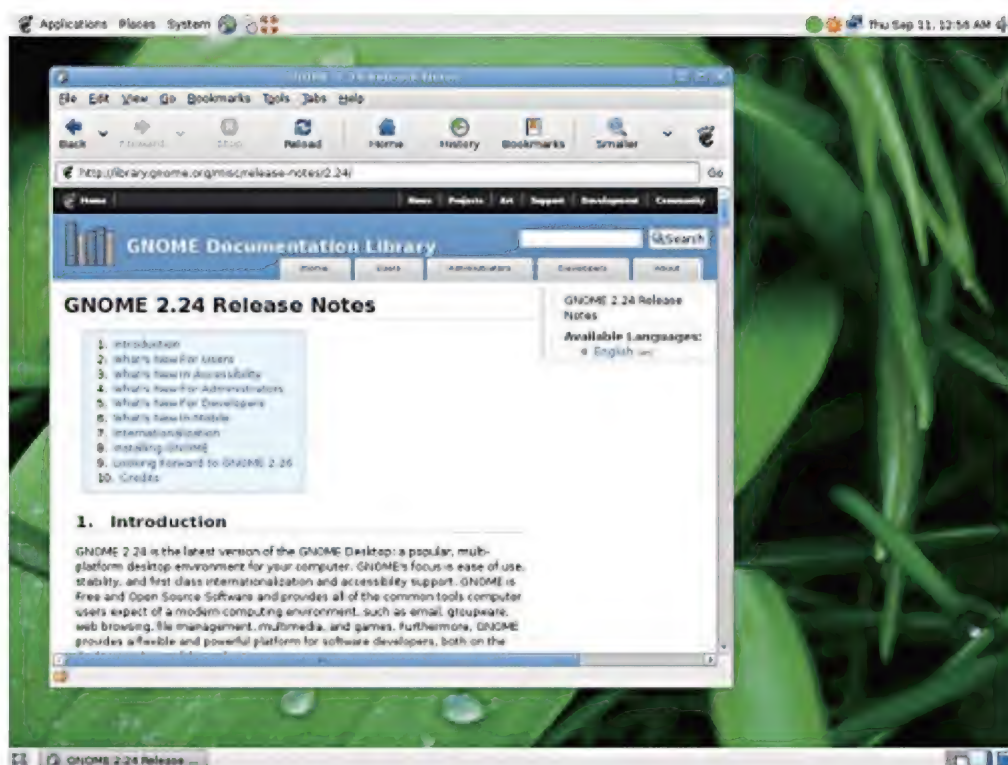 Applications Places System
Thu Sep 11, 12:56 AM
GNOME 2.24 Release Notes
File Edit View Go Bookmarks Tools Tabs Help
Back Forward Stop Reload Home History Bookmarks Smaller
http://library.gnome.org/misc/release-notes/2.24/ Go
Home News Projects Art Support Development Community
GNOME Documentation Library Search
Home Users Administrators Developers About
GNOME 2.24 Release Notes
1. Introduction
2. What's New For Users
3. What's New In Accessibility
4. What's New For Administrators
5. What's New For Developers
6. What's New In Mobile
7. Internationalization
8. Installing GNOME
9. Looking Forward to GNOME 2.26
10. Credits
GNOME 2.24 Release
Notes
Available Languages:
English
1. Introduction
GNOME 2.24 is the latest version of the GNOME Desktop: a popular, multi-
platform desktop environment for your computer. GNOME's focus is ease of use,
stability, and first class internationalization and accessibility support. GNOME is
Free and Open Source Software and provides all of the common tools computer
users expect of a modern computing environment, such as email, groupware,
web browsing, file management, multimedia, and games. Furthermore, GNOME
provides a flexible and powerful platform for software developers, both on the
GNOME 2.24 Release ...